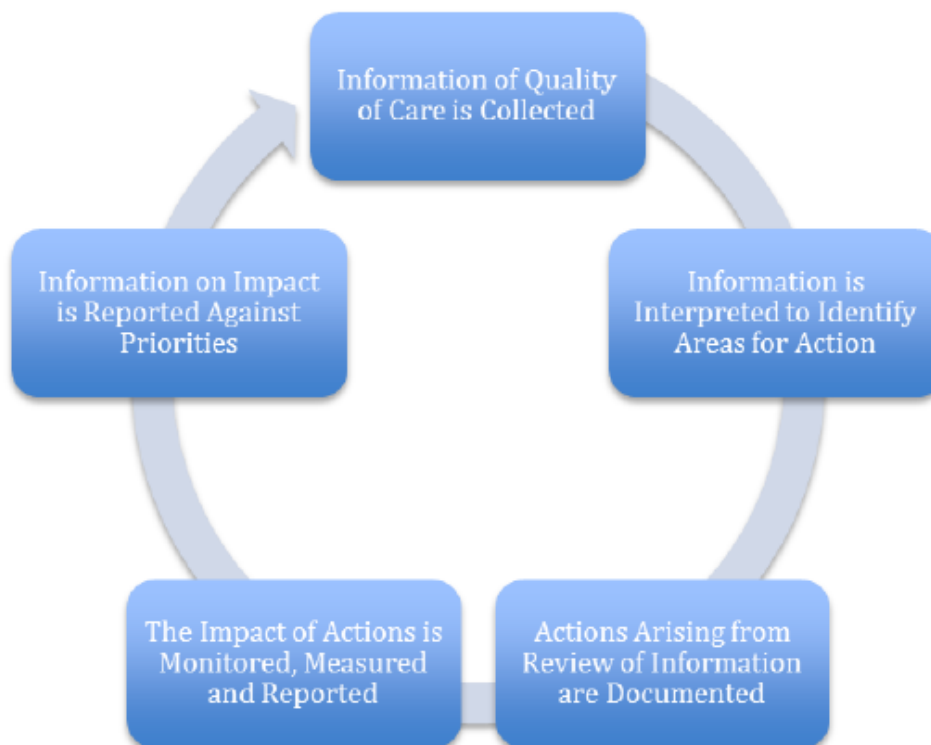 Information of Quality
of Care is Collected
Information is
Interpreted to Identify
Areas for Action
Actions Arising from
Review of Information
are Documented
The Impact of Actions is
Monitored, Measured
and Reported
Information on Impact
is Reported Against
Priorities